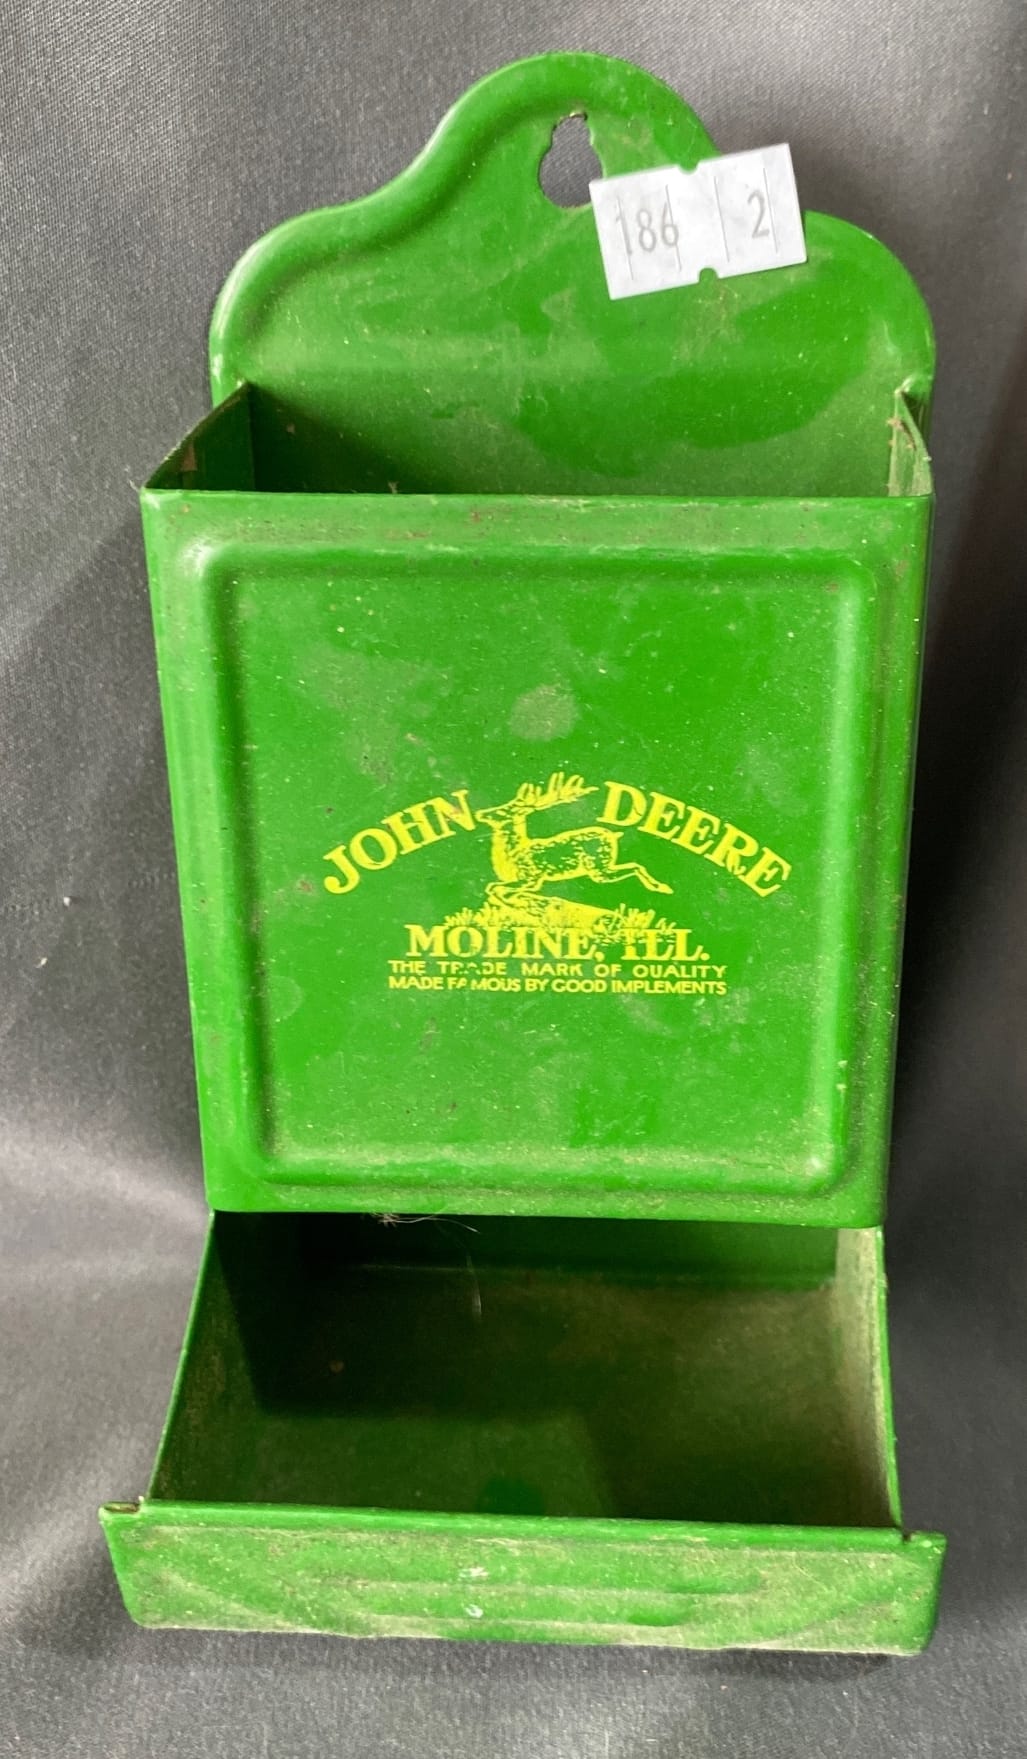 186 2
JOHN DEERE
MOLINE, ILL.
THE TRADE MARK OF QUALITY
MADE FAMOUS BY GOOD IMPLEMENTS